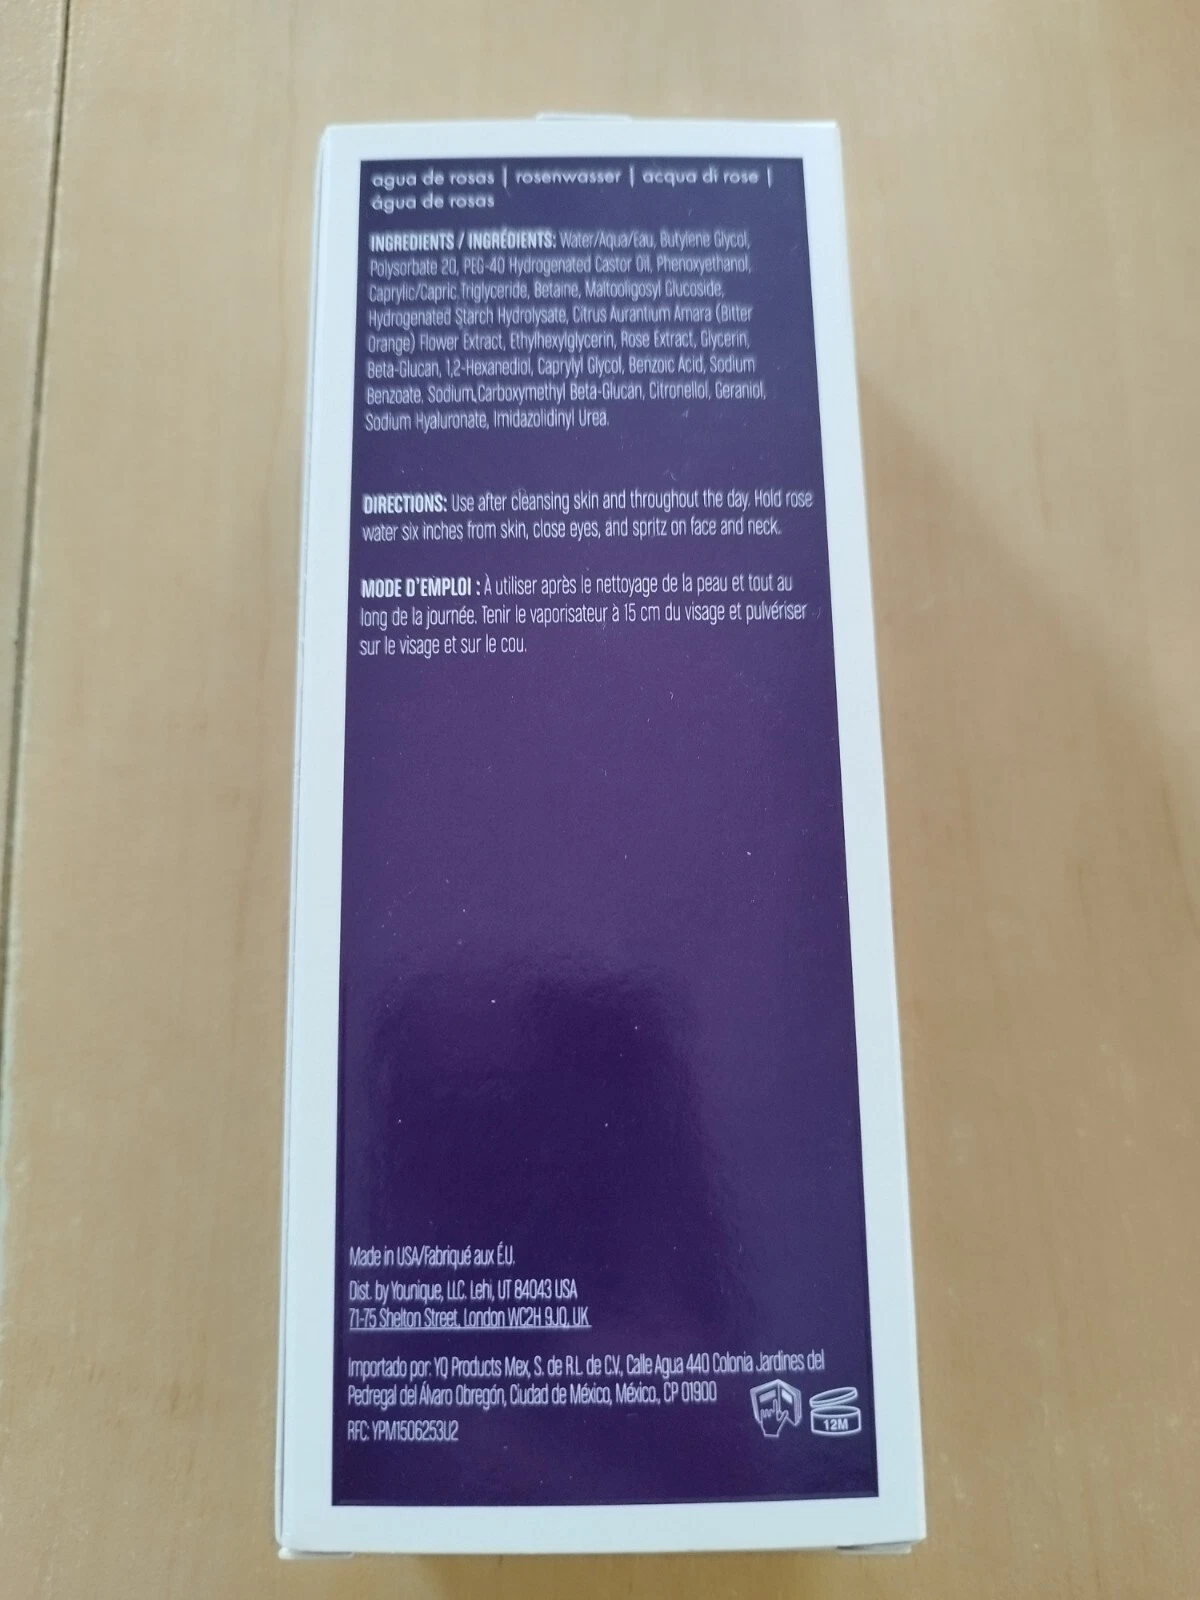 agua de rosas | rosenwasser | acqua di rose |
água de rosas
INGREDIENTS / INGRÉDIENTS: Water/Aqua/Eau, Butylene Glycol,
Polysorbate 20, PEG-40 Hydrogenated Castor Oil, Phenoxyethanol,
Caprylic/Capric Triglyceride, Betaine, Maltooligosyl Glucoside,
Hydrogenated Starch Hydrolysate, Citrus Aurantium Amara (Bitter
Orange) Flower Extract, Ethylhexylglycerin, Rose Extract, Glycerin,
Beta-Glucan, 1,2-Hexanediol, Caprylyl Glycol, Benzoic Acid, Sodium
Benzoate, Sodium Carboxymethyl Beta-Glucan, Citronellol, Geraniol,
Sodium Hyaluronate, Imidazolidinyl Urea.
DIRECTIONS: Use after cleansing skin and throughout the day. Hold rose
water six inches from skin, close eyes, and spritz on face and neck.
MODE D'EMPLOI : À utiliser après le nettoyage de la peau et tout au
long de la journée. Tenir le vaporisateur à 15 cm du visage et pulvériser
sur le visage et sur le cou.
Made in USA/Fabriqué aux É.U.
Dist. by Younique, LLC. Lehi, UT 84043 USA
71-75 Shelton Street, London WC2H 9JQ, UK
Importado por: YQ Products Mex, S. de R.L. de C.V., Calle Agua 440 Colonia Jardines del
Pedregal del Álvaro Obregón, Ciudad de México, México., CP 01900
RFC: YPM1506253U2
12M